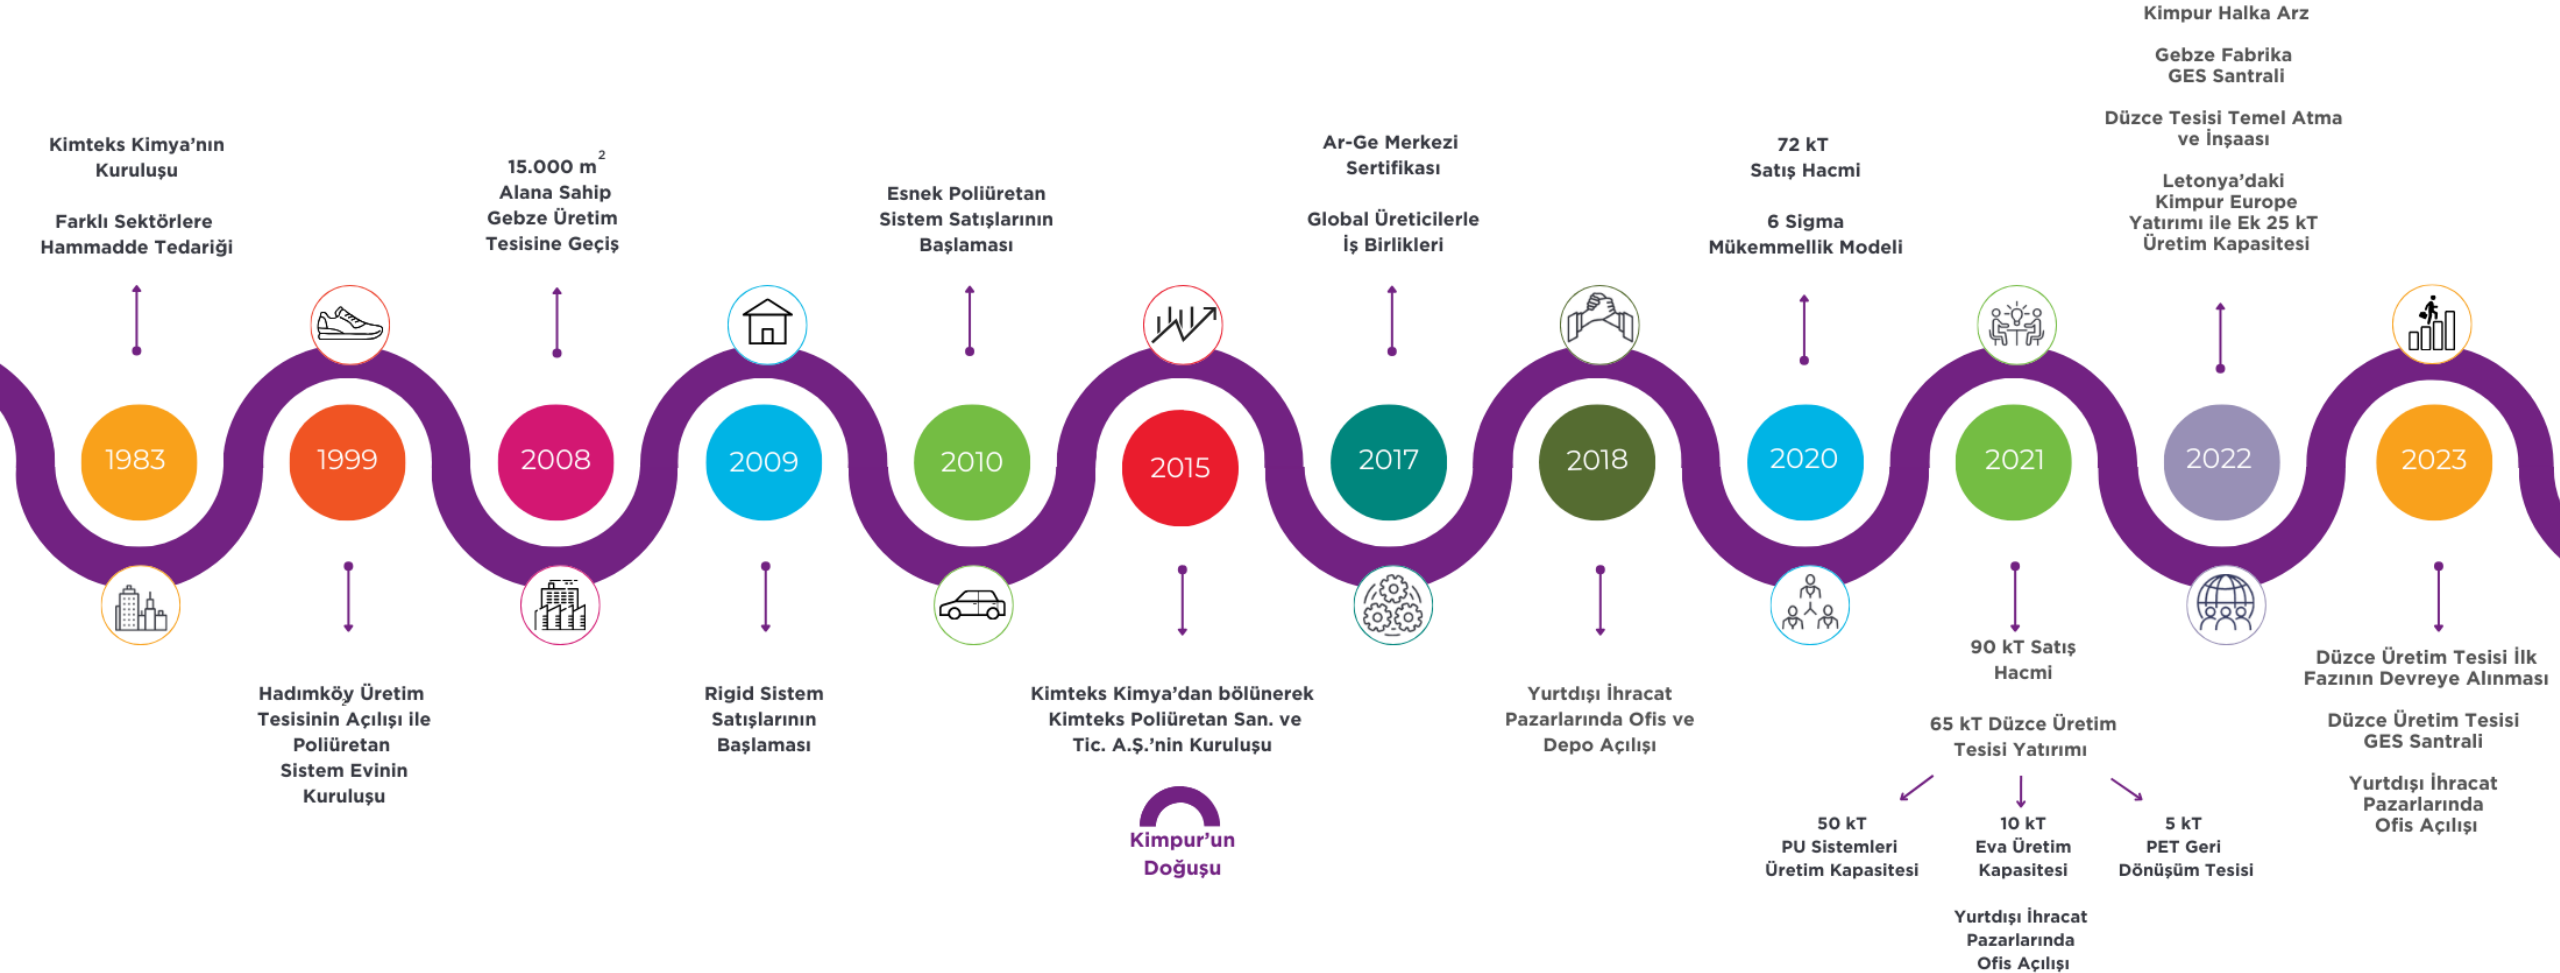 Kimteks Kimya’nın
Kuruluşu
Farklı Sektörlere
Hammadde Tedariği
1983
1999
Hadımköy Üretim
2
Tesisinin Açılışı ile
Poliüretan
Sistem Evinin
Kuruluşu
15.000 m²
Alana Sahip
Gebze Üretim
Tesisine Geçiş
2008
2009
Rigid Sistem
Satışlarının
Başlaması
Esnek Poliüretan
Sistem Satışlarının
Başlaması
2010
2015
Kimteks Kimya’dan bölünerek
Kimteks Poliüretan San. ve
Tic. A.Ş.’nin Kuruluşu
Kimpur’un
Doğuşu
Ar-Ge Merkezi
Sertifikası
Global Üreticilerle
İş Birlikleri
2017
2018
Yurtdışı İhracat
Pazarlarında Ofis ve
Depo Açılışı
72 kT
Satış Hacmi
6 Sigma
Mükemmellik Modeli
2020
2021
90 kT Satış
Hacmi
65 kT Düzce Üretim
Tesisi Yatırımı
50 kT
PU Sistemleri
Üretim Kapasitesi
10 kT
Eva Üretim
Kapasitesi
5 kT
PET Geri
Dönüşüm Tesisi
Yurtdışı İhracat
Pazarlarında
Ofis Açılışı
Kimpur Halka Arz
Gebze Fabrika
GES Santrali
Düzce Tesisi Temel Atma
ve İnşaası
Letonya’daki
Kimpur Europe
Yatırımı ile Ek 25 kT
Üretim Kapasitesi
2022
2023
Düzce Üretim Tesisi İlk
Fazının Devreye Alınması
Düzce Üretim Tesisi
GES Santrali
Yurtdışı İhracat
Pazarlarında
Ofis Açılışı